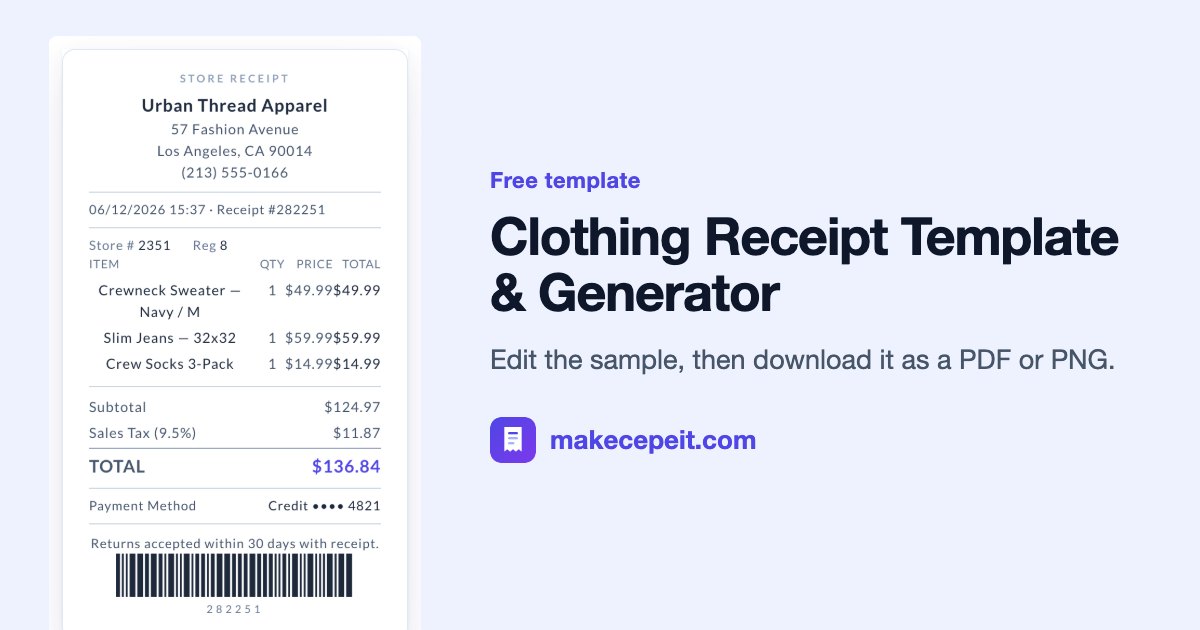 STORE RECEIPT
Urban Thread Apparel
57 Fashion Avenue
Los Angeles, CA 90014
(213) 555-0166
06/12/2026 15:37 · Receipt #282251
Store # 2351 Reg 8
ITEM QTY PRICE TOTAL
Crewneck Sweater — 1 $49.99 $49.99
Navy / M
Slim Jeans — 32x32 1 $59.99 $59.99
Crew Socks 3-Pack 1 $14.99 $14.99
Subtotal $124.97
Sales Tax (9.5%) $11.87
TOTAL $136.84
Payment Method Credit •••• 4821
Returns accepted within 30 days with receipt.
282251
Free template
Clothing Receipt Template
& Generator
Edit the sample, then download it as a PDF or PNG.
makecepeit.com